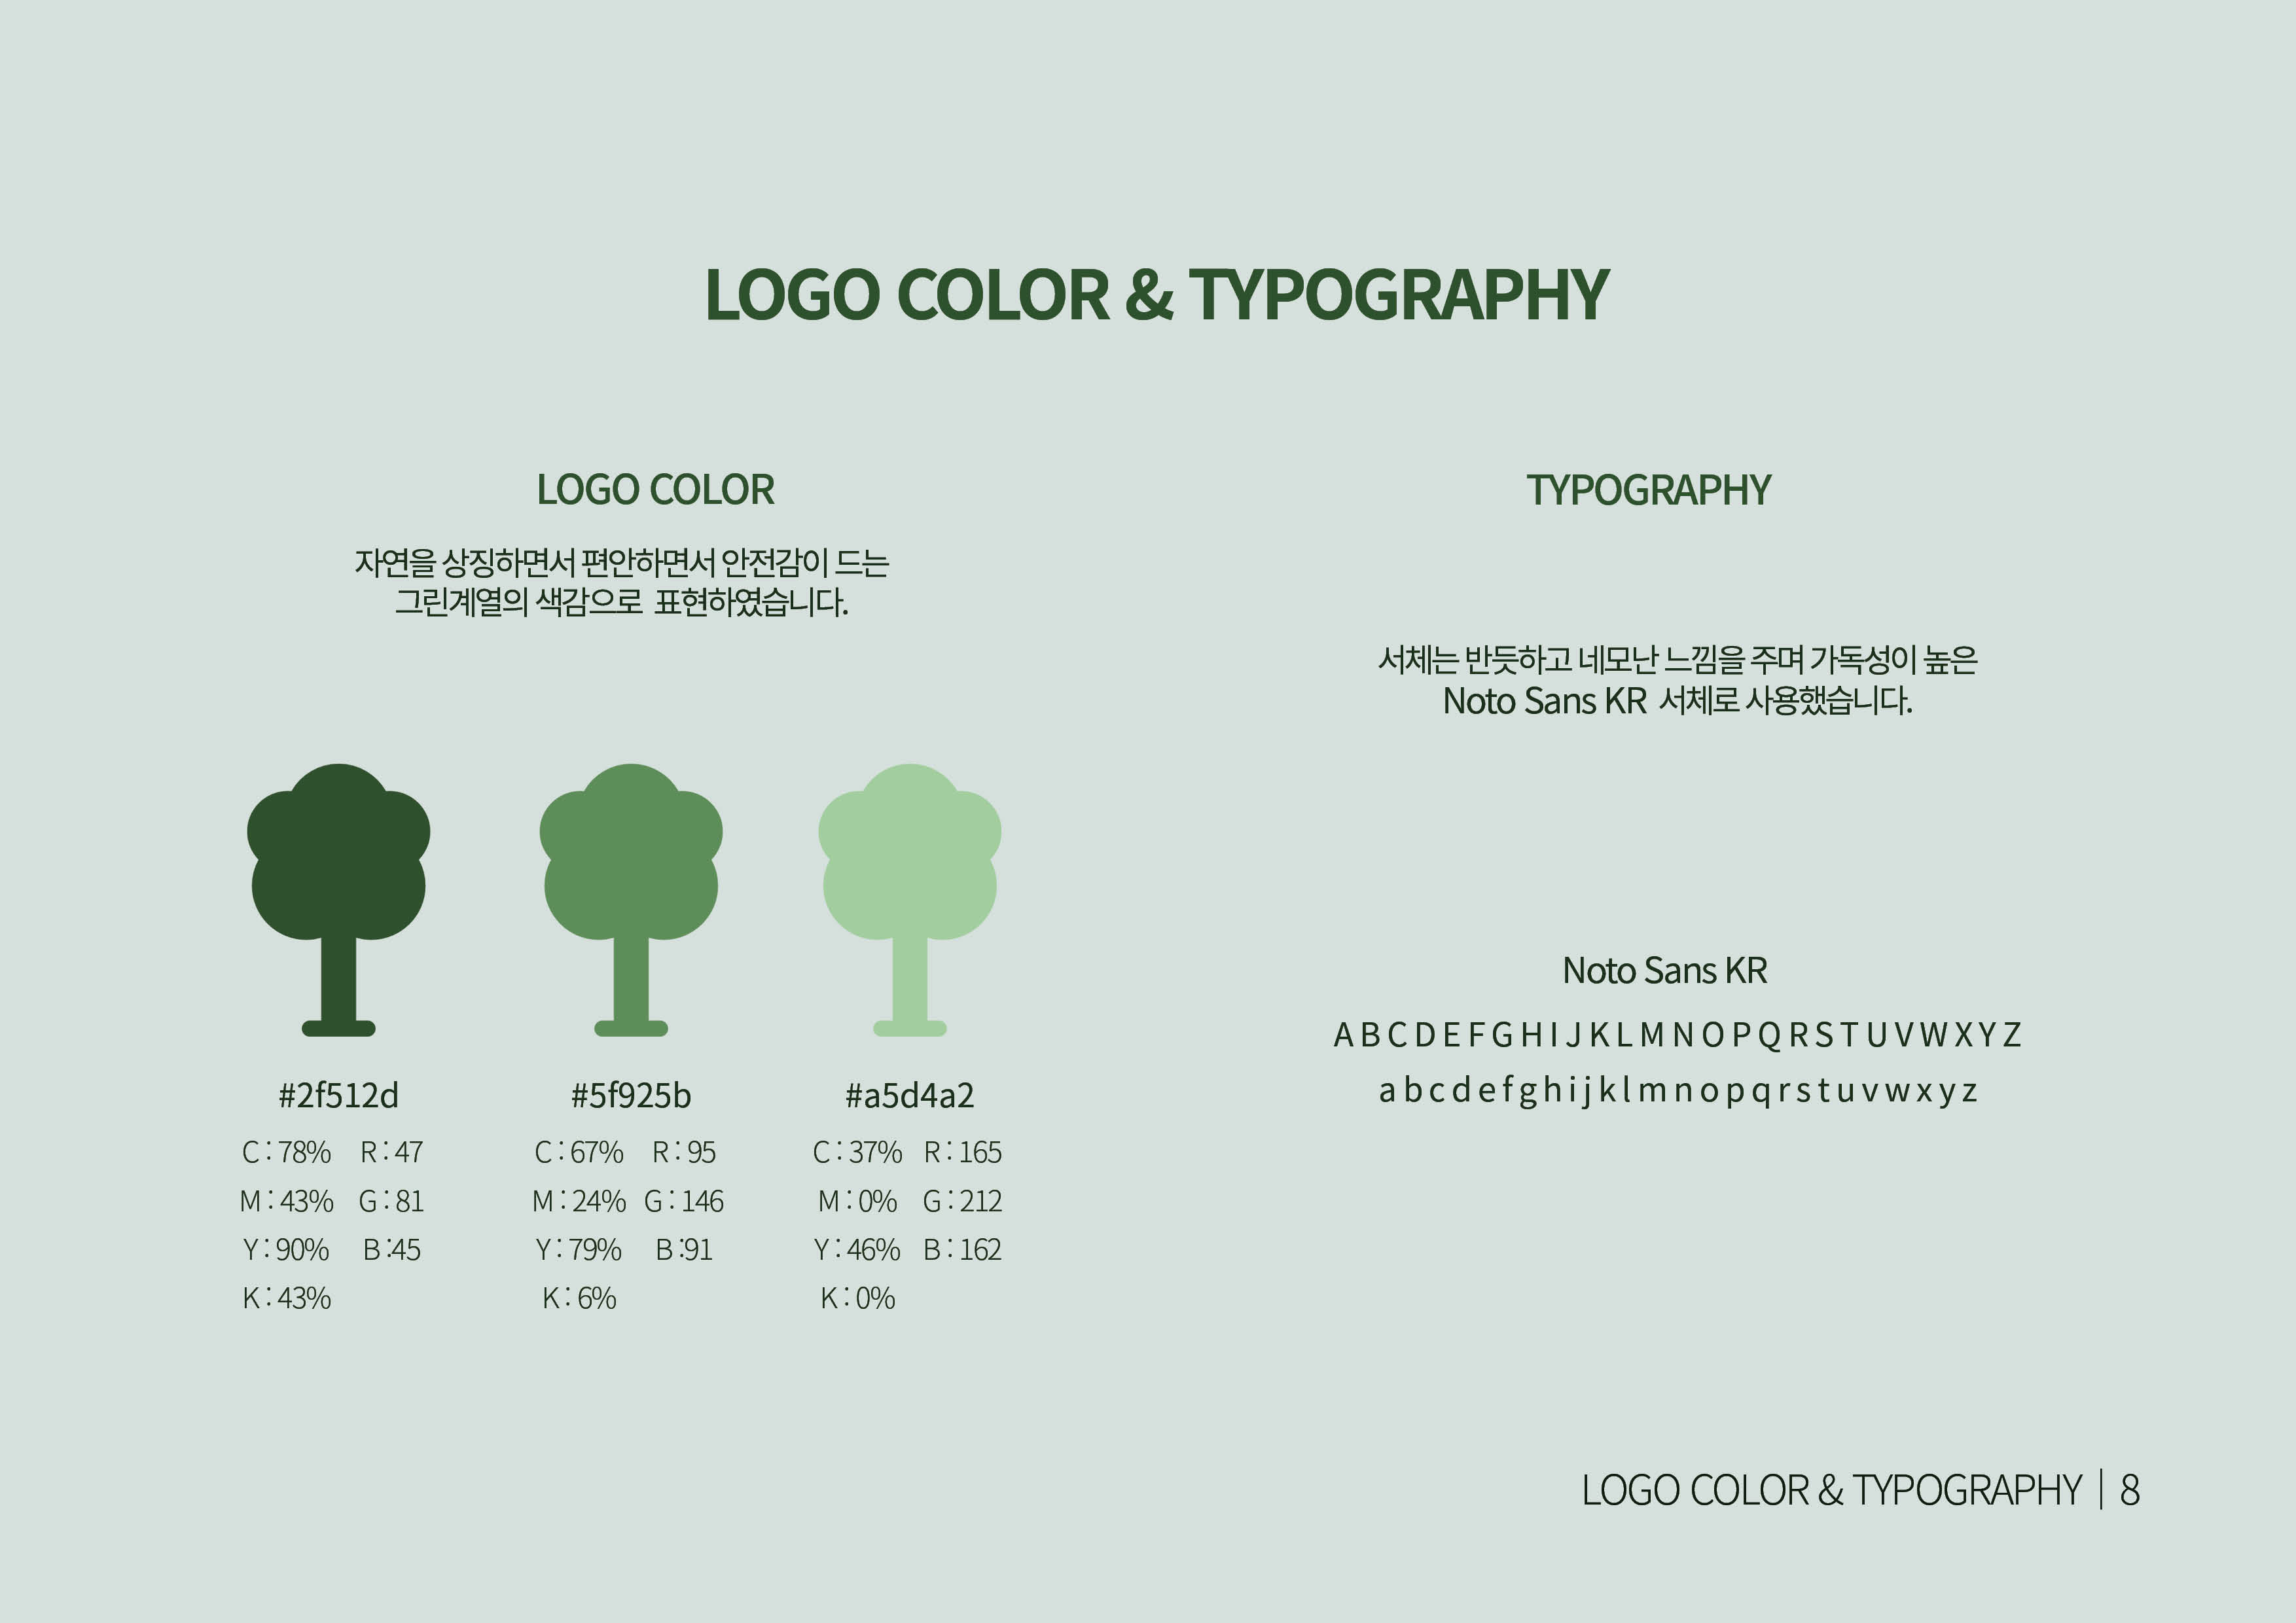 LOGO COLOR & TYPOGRAPHY
LOGO COLOR
자연을 상징하면서 편안하면서 안전감이 드는
그린계열의 색감으로 표현하였습니다.
#2f512d
C : 78% R : 47
M : 43% G : 81
Y : 90% B :45
K : 43%
#5f925b
C : 67% R : 95
M : 24% G : 146
Y : 79% B :91
K : 6%
#a5d4a2
C : 37% R : 165
M : 0% G : 212
Y : 46% B : 162
K : 0%
TYPOGRAPHY
서체는 반듯하고 네모난 느낌을 주며 가독성이 높은
Noto Sans KR 서체로 사용했습니다.
Noto Sans KR
A B C D E F G H I J K L M N O P Q R S T U V W X Y Z
a b c d e f g h i j k l m n o p q r s t u v w x y z
LOGO COLOR & TYPOGRAPHY | 8